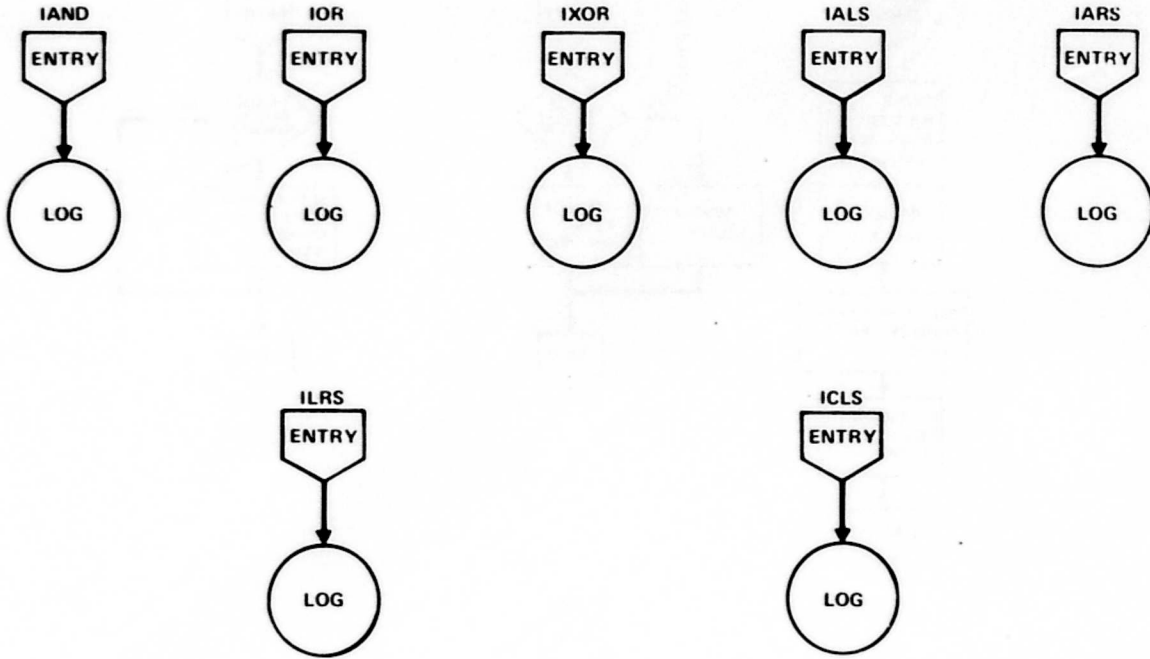 IAND IOR IXOR IALS IARS
ENTRY ENTRY ENTRY ENTRY ENTRY
LOG LOG LOG LOG LOG
ILRS ICLS
ENTRY ENTRY
LOG LOG